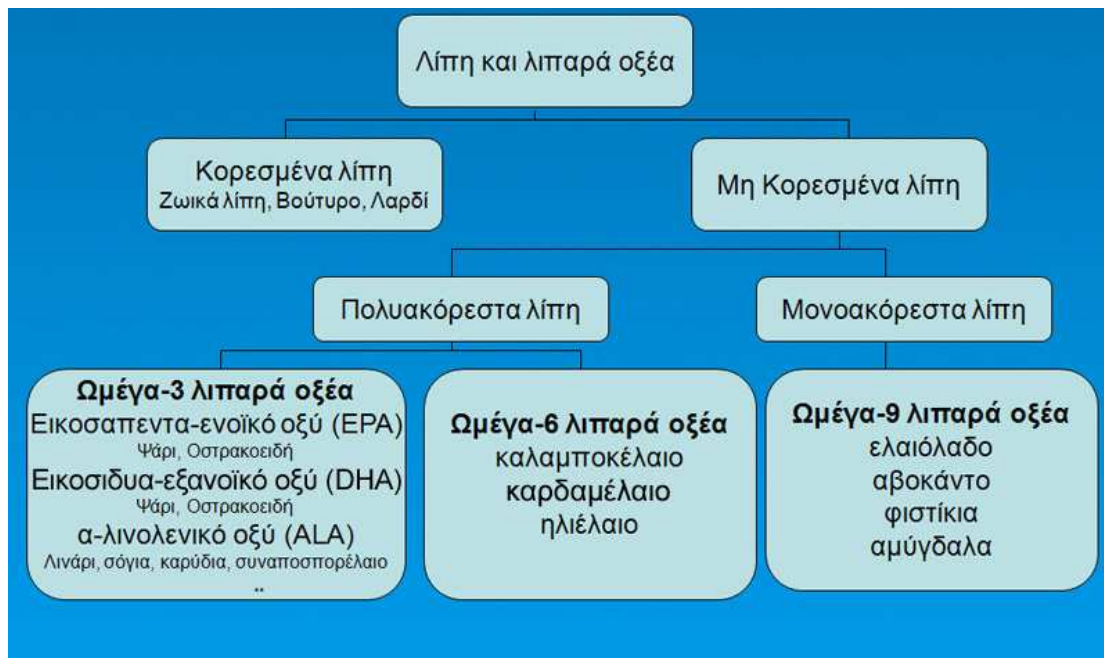 Λίπη και λιπαρά οξέα
Κορεσμένα λίπη
Ζωικά λίπη, Βούτυρο, Λαρδί
Μη Κορεσμένα λίπη
Πολυακόρεστα λίπη
Μονοακόρεστα λίπη
Ωμέγα-3 λιπαρά οξέα
Εικοσαπεντα-ενοϊκό οξύ (EPA)
Ψάρι, Οστρακοειδή
Εικοσιδυα-εξανοϊκό οξύ (DHA)
Ψάρι, Οστρακοειδή
α-λινολενικό οξύ (ALA)
Λινάρι, σόγια, καρύδια, συναποσπορέλαιο
..
Ωμέγα-6 λιπαρά οξέα
καλαμποκέλαιο
καρδαμέλαιο
ηλιέλαιο
Ωμέγα-9 λιπαρά οξέα
ελαιόλαδο
αβοκάντο
φιστίκια
αμύγδαλα